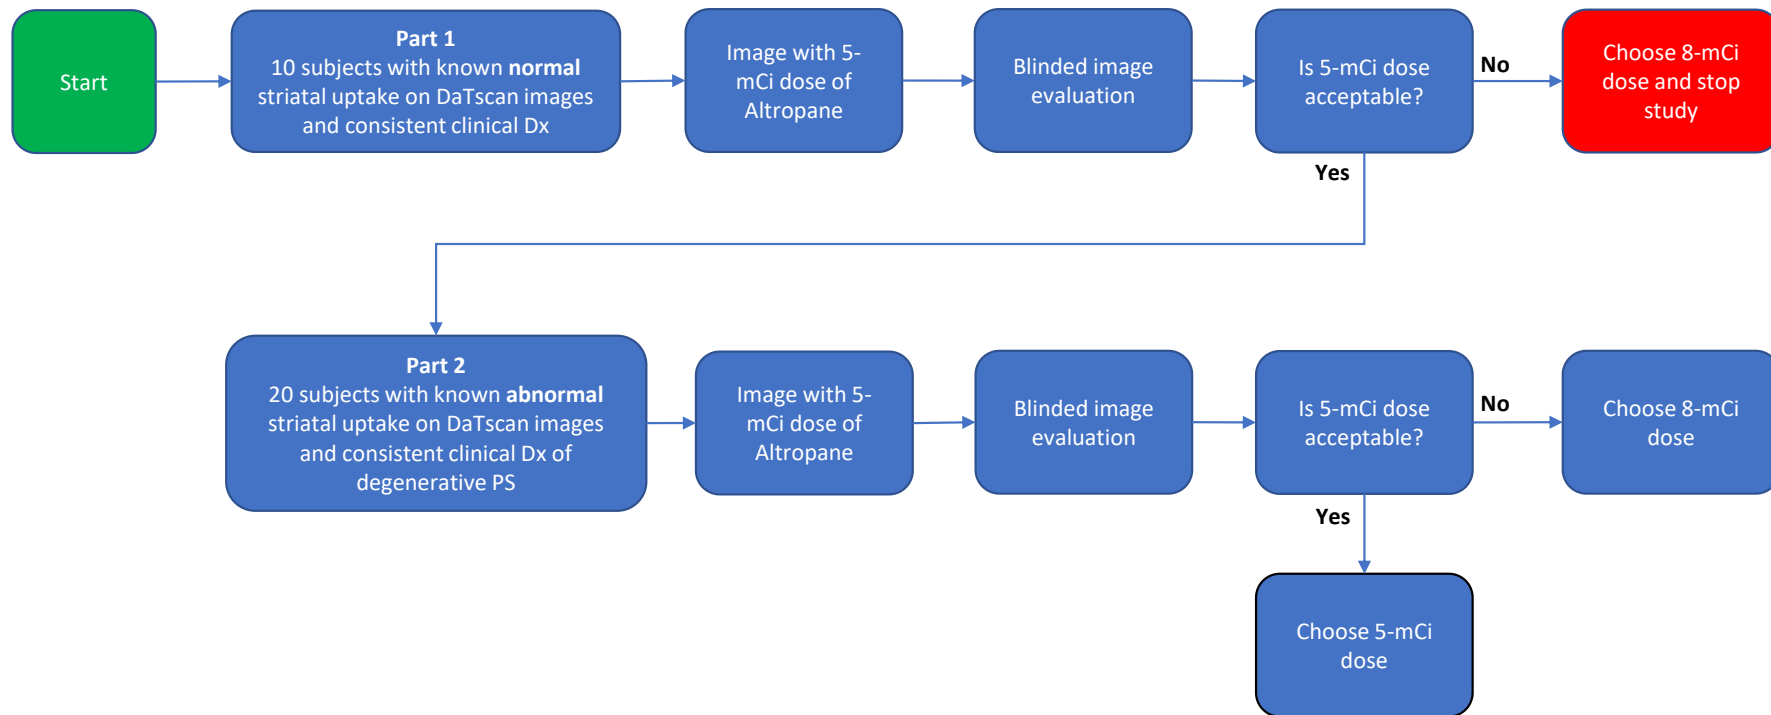 Start
Part 1
10 subjects with known normal
striatal uptake on DaTscan images
and consistent clinical Dx
Image with 5-
mCi dose of
Altropane
Blinded image
evaluation
Is 5-mCi dose
acceptable?
No
Choose 8-mCi
dose and stop
study
Yes
Part 2
20 subjects with known abnormal
striatal uptake on DaTscan images
and consistent clinical Dx of
degenerative PS
Image with 5-
mCi dose of
Altropane
Blinded image
evaluation
Is 5-mCi dose
acceptable?
No
Choose 8-mCi
dose
Yes
Choose 5-mCi
dose